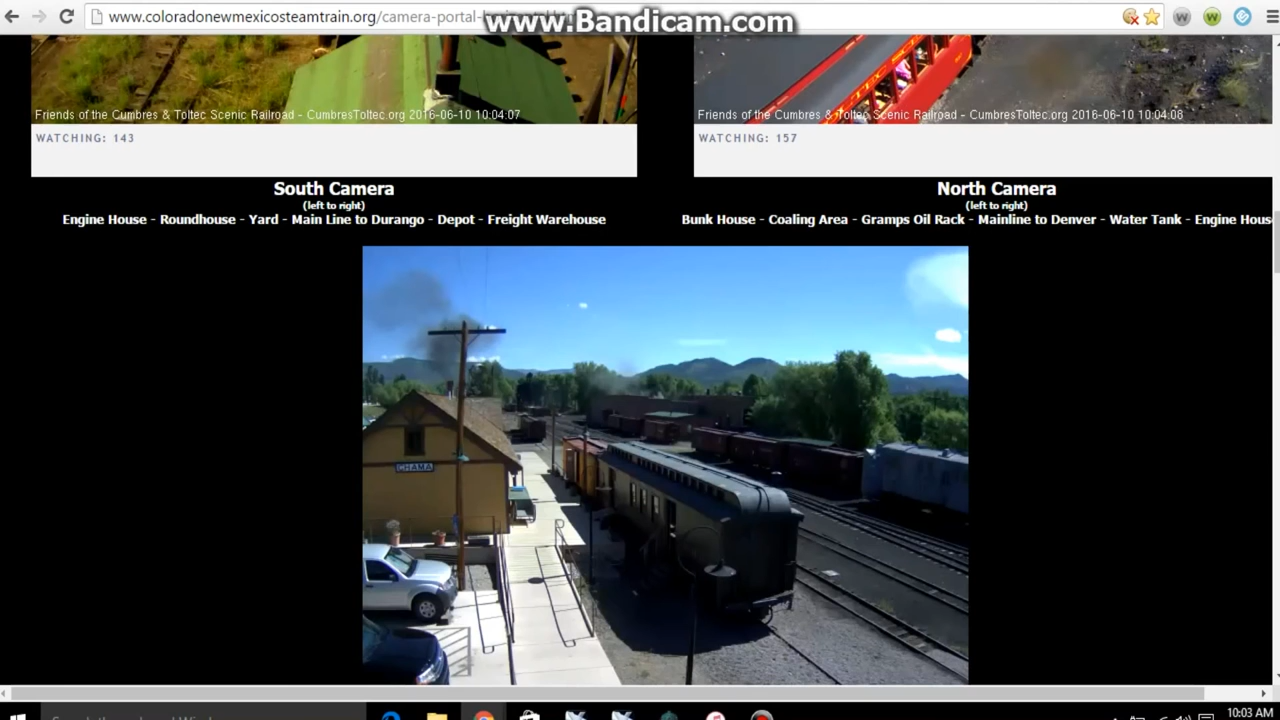 www.Bandicam.com
www.coloradonewmexicosteamtrain.org/camera-portal-
Friends of the Cumbres & Toltec Scenic Railroad - CumbresToltec.org 2016-06-10 10:04:07
Friends of the Cumbres & Toltec Scenic Railroad - CumbresToltec.org 2016-06-10 10:04:08
WATCHING: 143
WATCHING: 157
South Camera
(left to right)
Engine House - Roundhouse - Yard - Main Line to Durango - Depot - Freight Warehouse
North Camera
(left to right)
Bunk House - Coaling Area - Gramps Oil Rack - Mainline to Denver - Water Tank - Engine Hous
CHAMA
10:03 AM